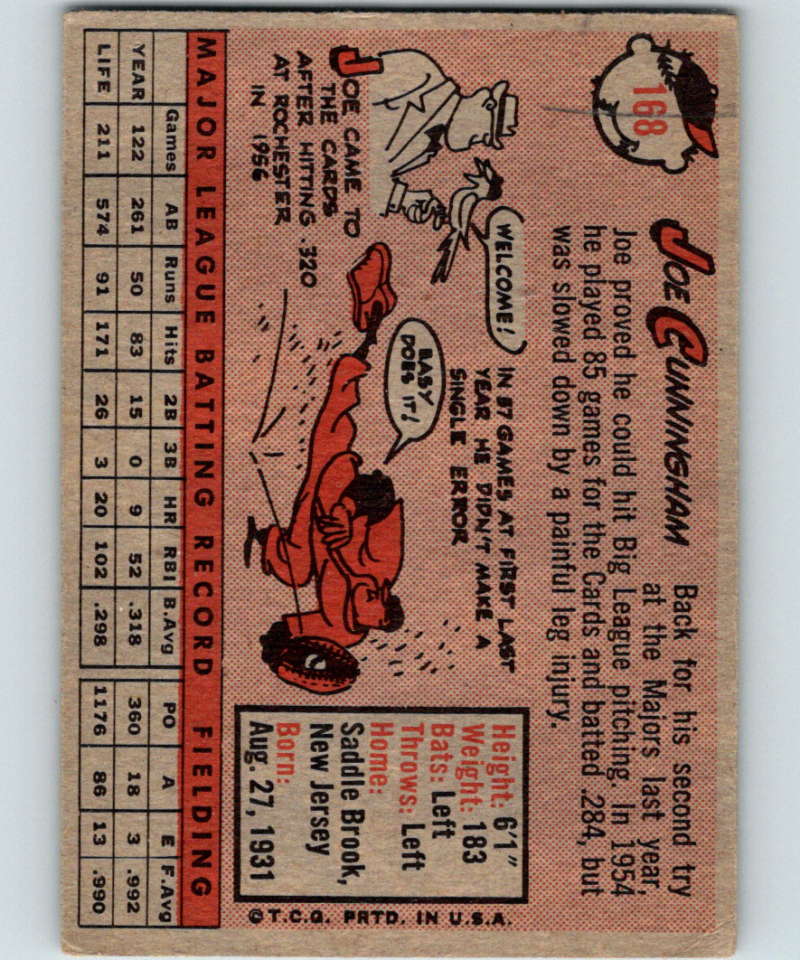 168
JOE CUNNINGHAM
Back for his second try
at the Majors last year,
Joe proved he could hit Big League pitching. In 1954
he played 85 games for the Cards and batted .284, but
was slowed down by a painful leg injury.
WELCOME!
JOE CAME TO
THE CARDS
AFTER HITTING .320
AT ROCHESTER
IN 1956
IN 57 GAMES AT FIRST LAST
YEAR HE DIDN'T MAKE A
SINGLE ERROR
EASY
DOES IT!
Height: 6'1"
Weight: 183
Bats: Left
Throws: Left
Home:
Saddle Brook,
New Jersey
Born:
Aug. 27, 1931
©T.C.G. PRTD. IN U.S.A.
MAJOR LEAGUE BATTING RECORD FIELDING
Games AB Runs Hits 2B 3B HR RBI B.Avg PO A E F.Avg
YEAR 122 261 50 83 15 0 9 52 .318 360 18 3 .992
LIFE 211 574 91 171 26 3 20 102 .298 1176 86 13 .990